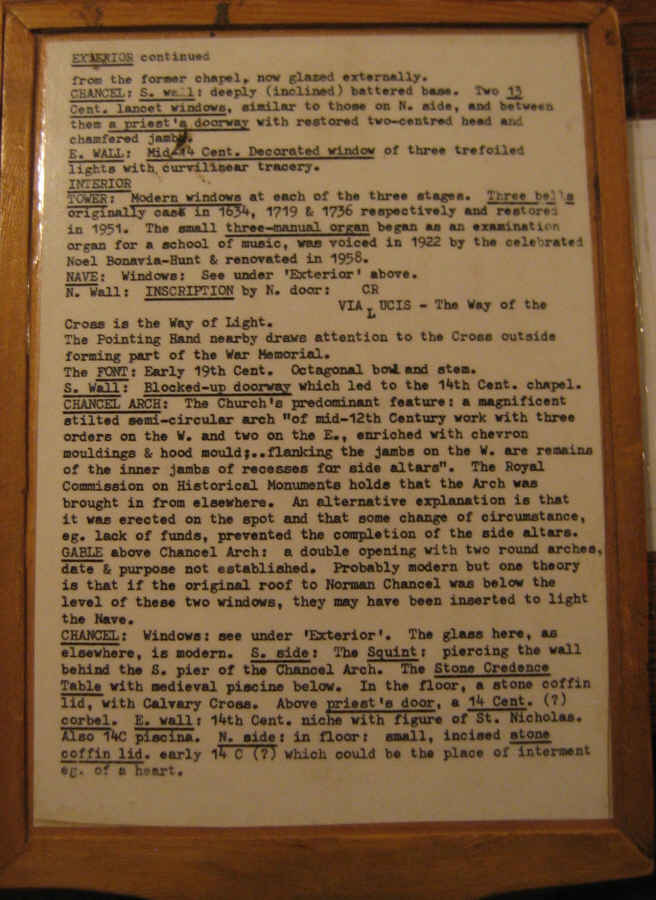 EXTERIOR continued
from the former chapel, now glazed externally.
CHANCEL: S. wall: deeply (inclined) battered base. Two 13
Cent. lancet windows, similar to those on N. side, and between
them a priest's doorway with restored two-centred head and
chamfered jambs.
E. WALL: Mid 14 Cent. Decorated window of three trefoiled
lights with curvilinear tracery.
INTERIOR
TOWER: Modern windows at each of the three stages. Three bells
originally cast in 1634, 1719 & 1736 respectively and restored
in 1951. The small three-manual organ began as an examination
organ for a school of music, was voiced in 1922 by the celebrated
Noel Bonavia-Hunt & renovated in 1958.
NAVE: Windows: See under 'Exterior' above.
N. Wall: INSCRIPTION by N. door: CR
VIA LUCIS - The Way of the
Cross is the Way of Light.
The Pointing Hand nearby draws attention to the Cross outside
forming part of the War Memorial.
The FONT: Early 19th Cent. Octagonal bowl and stem.
S. Wall: Blocked-up doorway which led to the 14th Cent. chapel.
CHANCEL ARCH: The Church's predominant feature: a magnificent
stilted semi-circular arch "of mid-12th Century work with three
orders on the W. and two on the E., enriched with chevron
mouldings & hood mould;..flanking the jambs on the W. are remains
of the inner jambs of recesses for side altars". The Royal
Commission on Historical Monuments holds that the Arch was
brought in from elsewhere. An alternative explanation is that
it was erected on the spot and that some change of circumstance,
eg. lack of funds, prevented the completion of the side altars.
GABLE above Chancel Arch: a double opening with two round arches,
date & purpose not established. Probably modern but one theory
is that if the original roof to Norman Chancel was below the
level of these two windows, they may have been inserted to light
the Nave.
CHANCEL: Windows: see under 'Exterior'. The glass here, as
elsewhere, is modern. S. side: The Squint: piercing the wall
behind the S. pier of the Chancel Arch. The Stone Credence
Table with medieval piscine below. In the floor, a stone coffin
lid, with Calvary Cross. Above priest's door, a 14 Cent. (?)
corbel. E. wall: 14th Cent. niche with figure of St. Nicholas.
Also 14C piscina. N. side: in floor: small, incised stone
coffin lid. early 14 C (?) which could be the place of interment
eg. of a heart.